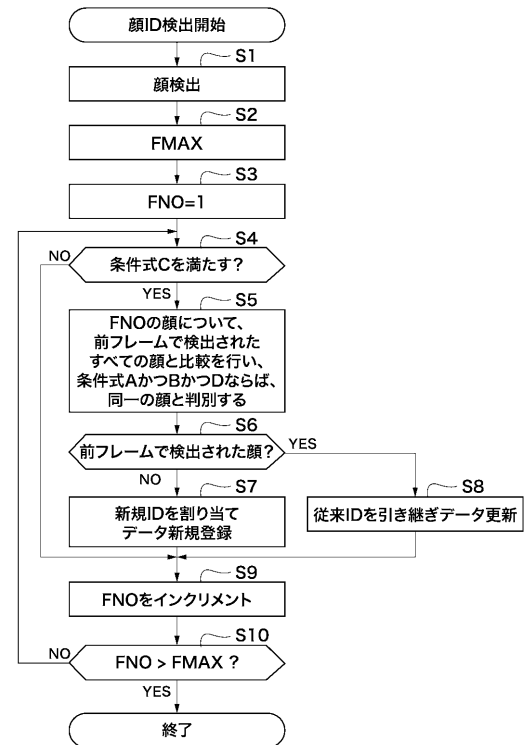 顔ID検出開始
S1
顔検出
S2
FMAX
S3
FNO=1
S4
条件式Cを満たす?
NO
YES
S5
FNOの顔について、
前フレームで検出された
すべての顔と比較を行い、
条件式AかつBかつDならば、
同一の顔と判別する
S6
前フレームで検出された顔?
YES
NO
S7
新規IDを割り当て
データ新規登録
S8
従来IDを引き継ぎデータ更新
S9
FNOをインクリメント
S10
FNO > FMAX ?
NO
YES
終了